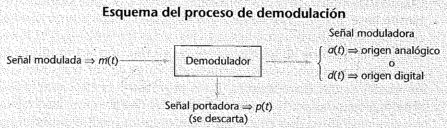 Esquema del proceso de demodulación
Señal moduladora
Señal modulada ⇒ m(t)
Demodulador
a(t) ⇒ origen analógico
o
d(t) ⇒ origen digital
Señal portadora ⇒ p(t)
(se descarta)